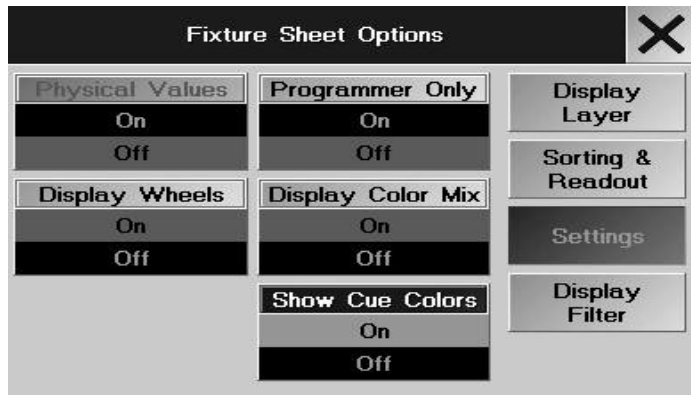 Fixture Sheet Options
Physical Values
On
Off
Programmer Only
On
Off
Display Wheels
On
Off
Display Color Mix
On
Off
Show Cue Colors
On
Off
Display
Layer
Sorting &
Readout
Settings
Display
Filter